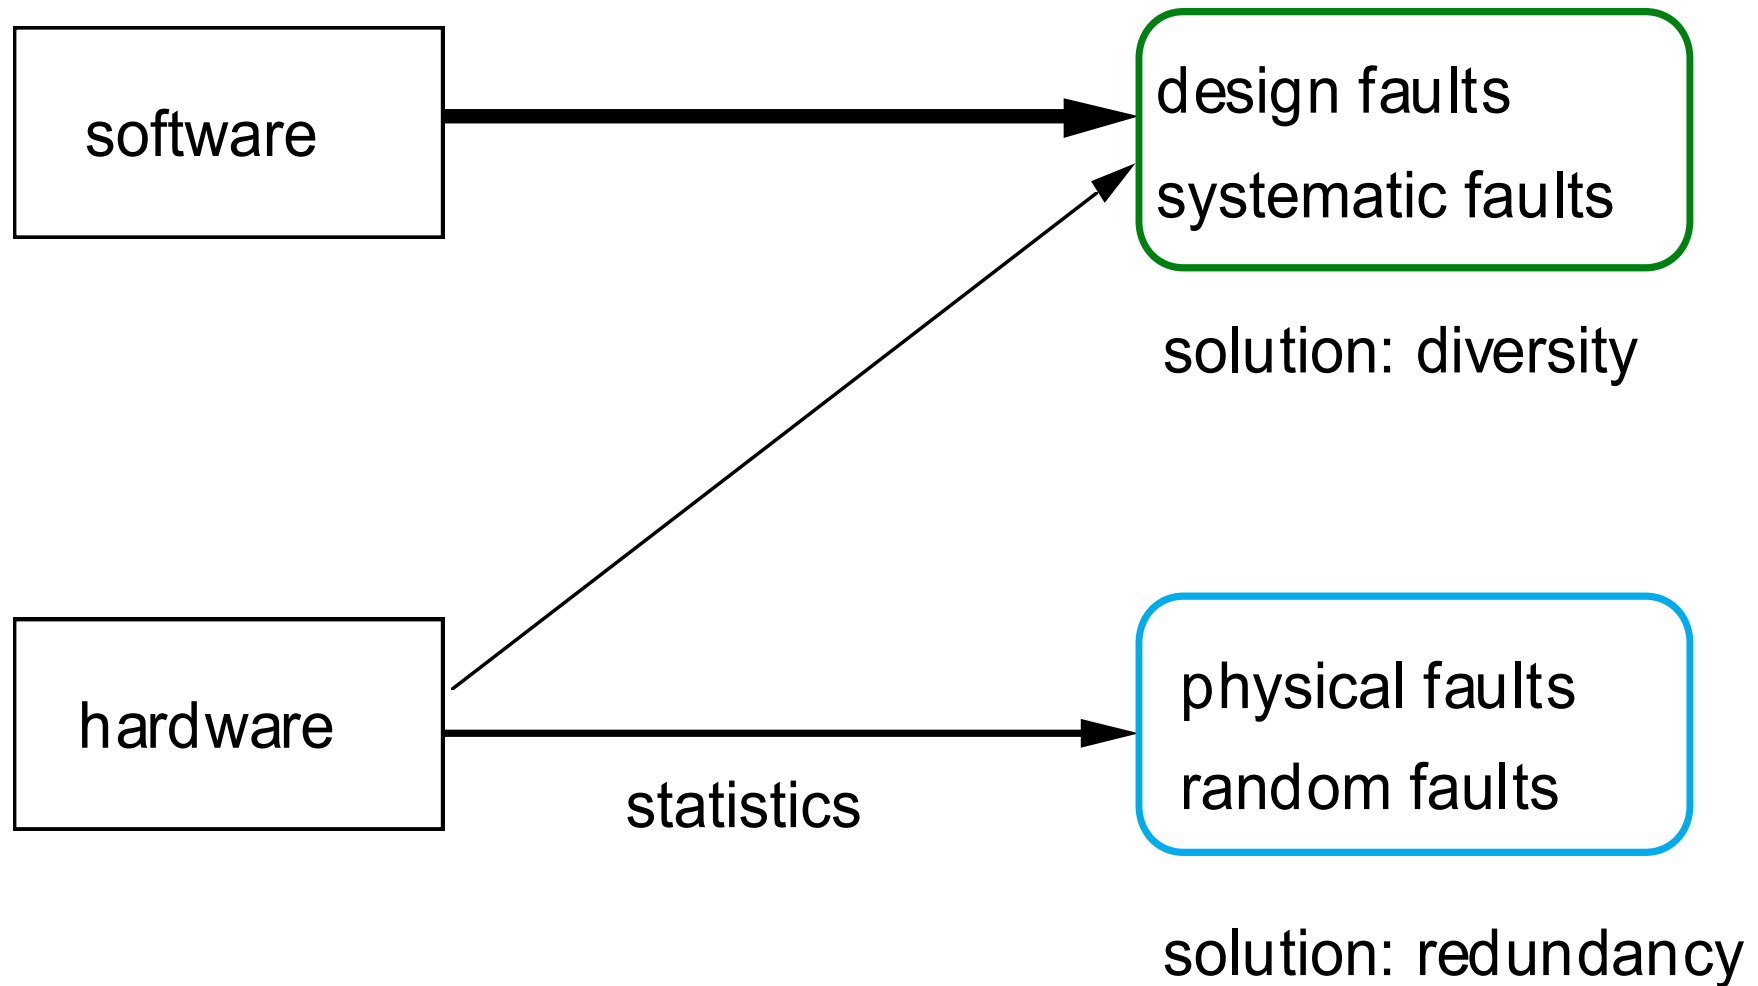 software
design faults
systematic faults
solution: diversity
hardware
statistics
physical faults
random faults
solution: redundancy